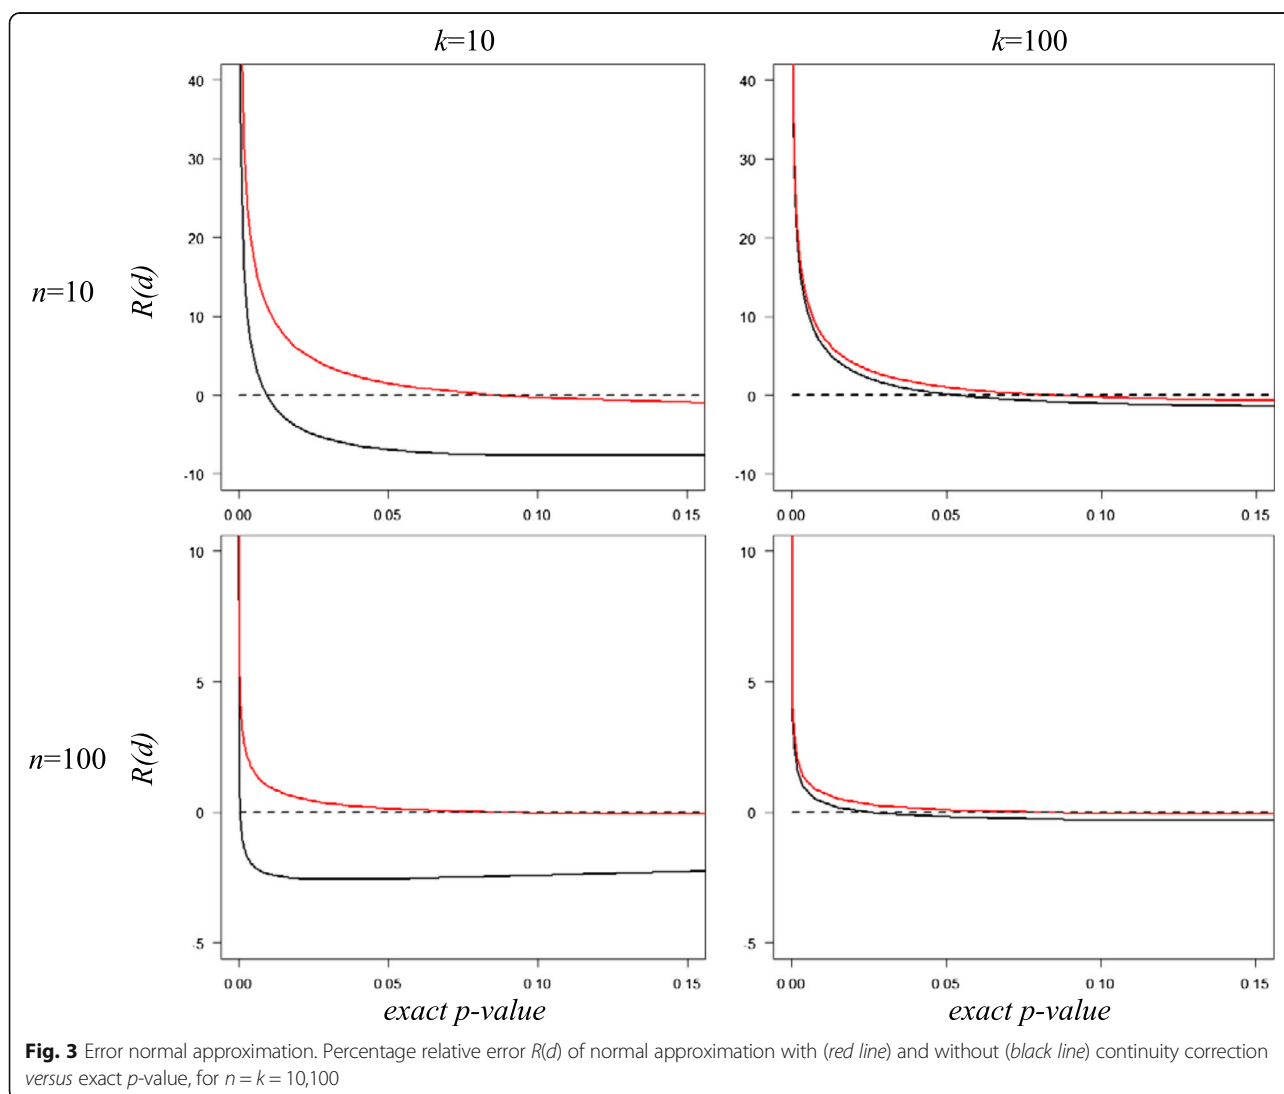 k=10 k=100
40 40
30 30
20 20
n=10 R(d) 10 10
0 0
-10 -10
0.00 0.05 0.10 0.15 0.00 0.05 0.10 0.15
10 10
5 5
n=100 R(d) 0 0
-5 -5
0.00 0.05 0.10 0.15 0.00 0.05 0.10 0.15
exact p-value exact p-value
Fig. 3 Error normal approximation. Percentage relative error R(d) of normal approximation with (red line) and without (black line) continuity correction
versus exact p-value, for n = k = 10,100